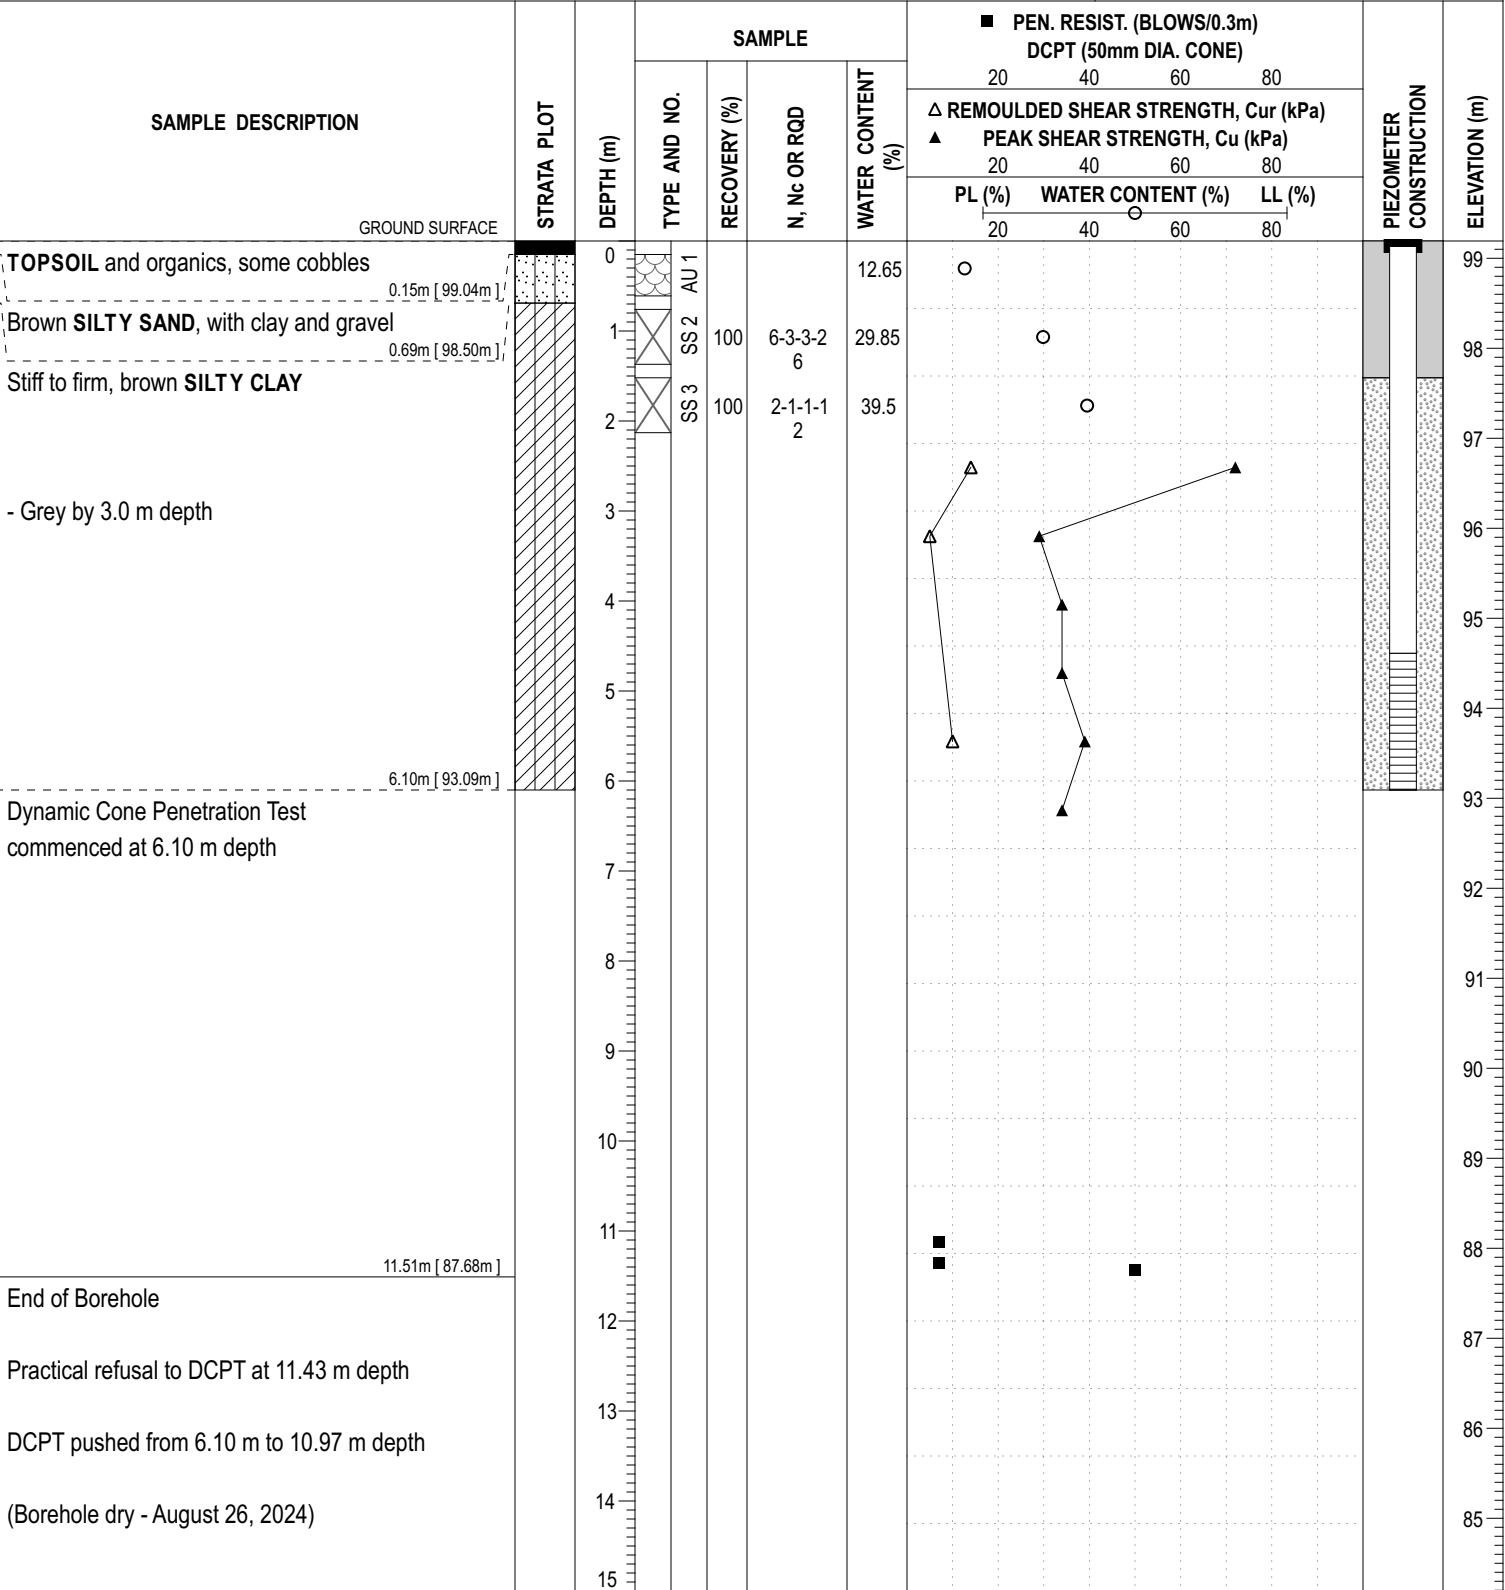 ■ PEN. RESIST. (BLOWS/0.3m)
DCPT (50mm DIA. CONE)
20 40 60 80
△ REMOULDED SHEAR STRENGTH, Cur (kPa)
▲ PEAK SHEAR STRENGTH, Cu (kPa)
20 40 60 80
PL (%) WATER CONTENT (%) LL (%)
20 40 60 80
SAMPLE
SAMPLE DESCRIPTION
STRATA PLOT
DEPTH (m)
TYPE AND NO.
RECOVERY (%)
N, Nc OR RQD
WATER CONTENT
(%)
PIEZOMETER
CONSTRUCTION
ELEVATION (m)
GROUND SURFACE
TOPSOIL and organics, some cobbles
0.15m [ 99.04m ]
Brown SILTY SAND, with clay and gravel
0.69m [ 98.50m ]
Stiff to firm, brown SILTY CLAY
- Grey by 3.0 m depth
6.10m [ 93.09m ]
Dynamic Cone Penetration Test
commenced at 6.10 m depth
11.51m [ 87.68m ]
End of Borehole
Practical refusal to DCPT at 11.43 m depth
DCPT pushed from 6.10 m to 10.97 m depth
(Borehole dry - August 26, 2024)
0
1
2
3
4
5
6
7
8
9
10
11
12
13
14
15
AU 1 12.65
SS 2 100 6-3-3-2 29.85
6
SS 3 100 2-1-1-1 39.5
2
99
98
97
96
95
94
93
92
91
90
89
88
87
86
85